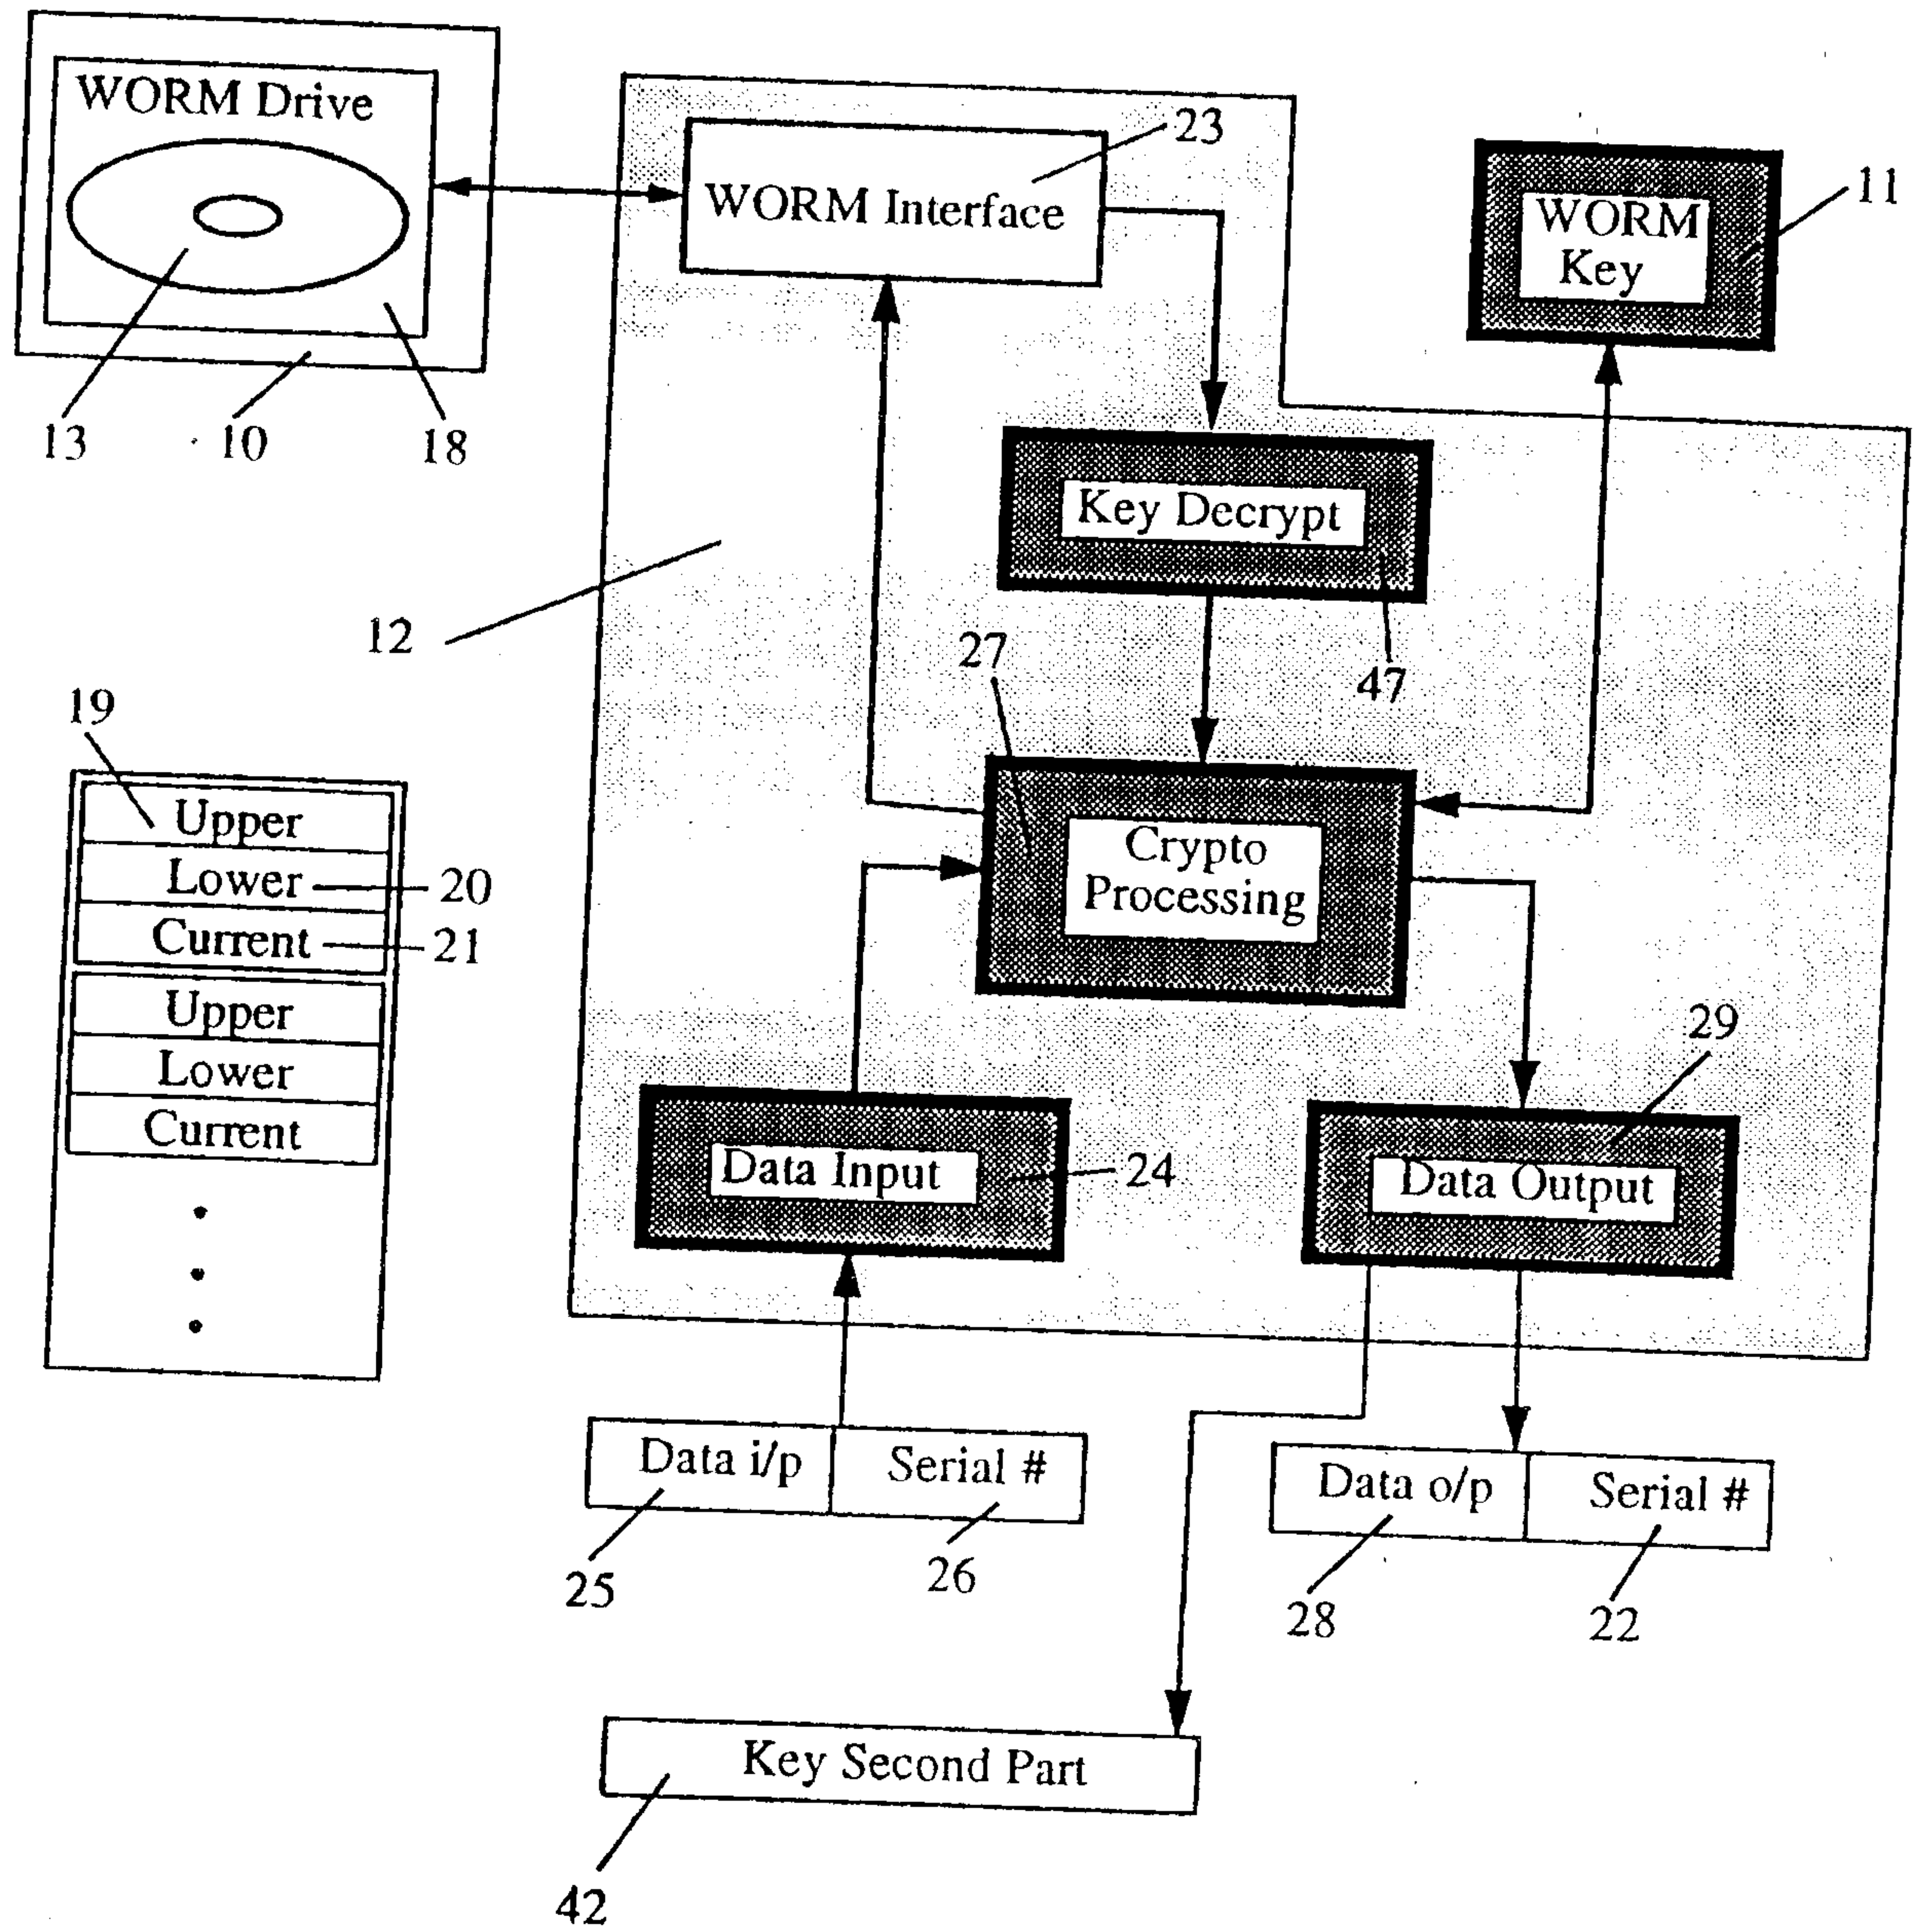 WORM Drive
13
10
18
WORM Interface
23
WORM
Key
11
12
Key Decrypt
47
27
Crypto
Processing
19
Upper
Lower
20
Current
21
Upper
Lower
Current
Data Input
24
Data Output
29
Data i/p
Serial #
25
26
Data o/p
Serial #
28
22
Key Second Part
42